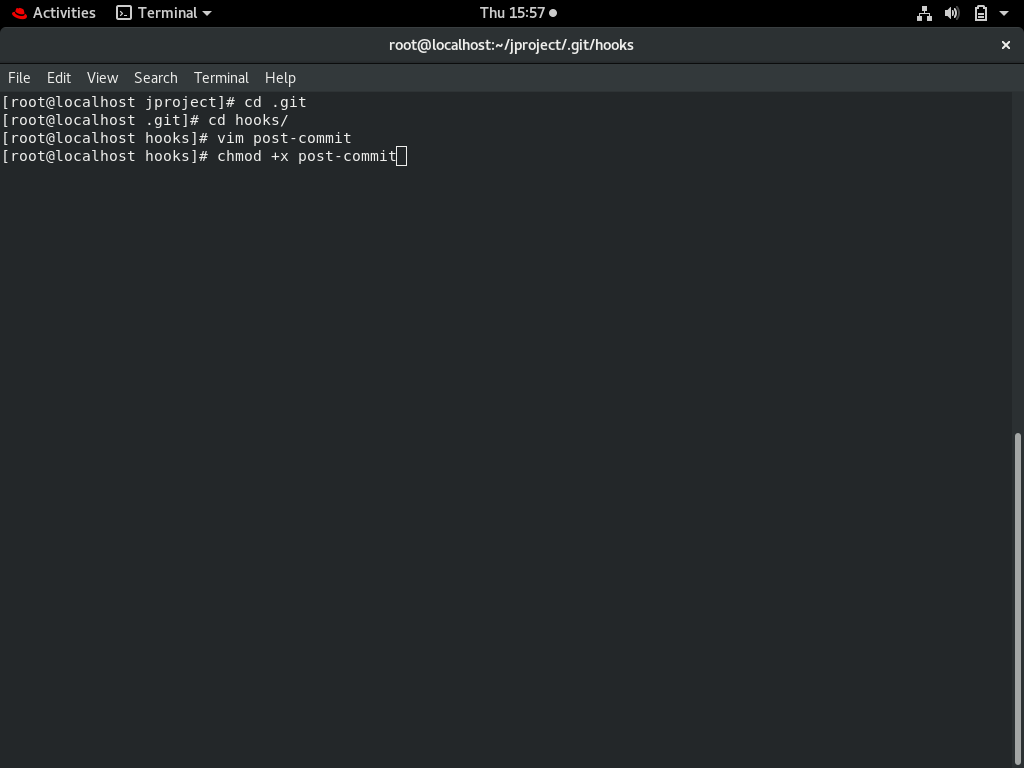 Activities Terminal Thu 15:57
root@localhost:~/jproject/.git/hooks
File Edit View Search Terminal Help
[root@localhost jproject]# cd .git
[root@localhost .git]# cd hooks/
[root@localhost hooks]# vim post-commit
[root@localhost hooks]# chmod +x post-commit